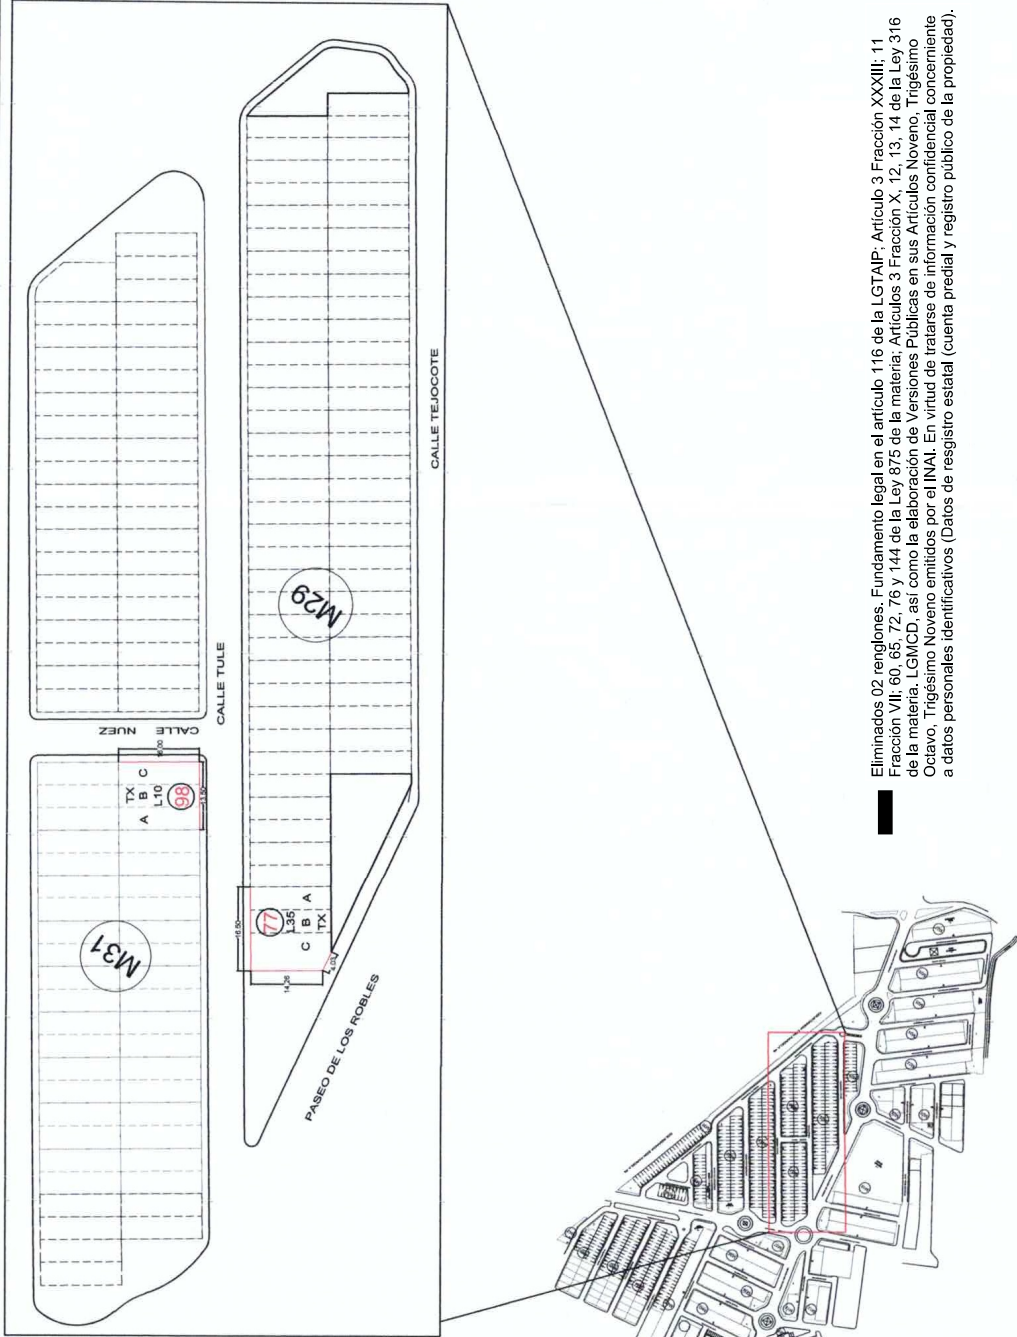 CALLE NUEZ
CALLE TULE
CALLE TEJOCOTE
PASEO DE LOS ROBLES
M31
M29
16.00
13.50
TX
A B C
L10
98
16.50
14.26
4.03
77
L35
C B A
TX
Eliminados 02 renglones. Fundamento legal en el artículo 116 de la LGTAIP; Artículo 3 Fracción XXXIII; 11
Fracción VII; 60, 65, 72, 76 y 144 de la Ley 875 de la materia; Artículos 3 Fracción X, 12, 13, 14 de la Ley 316
de la materia. LGMCD, así como la elaboración de Versiones Públicas en sus Artículos Noveno, Trigésimo
Octavo, Trigésimo Noveno emitidos por el INAI. En virtud de tratarse de información confidencial concerniente
a datos personales identificativos (Datos de resgistro estatal (cuenta predial y registro público de la propiedad).